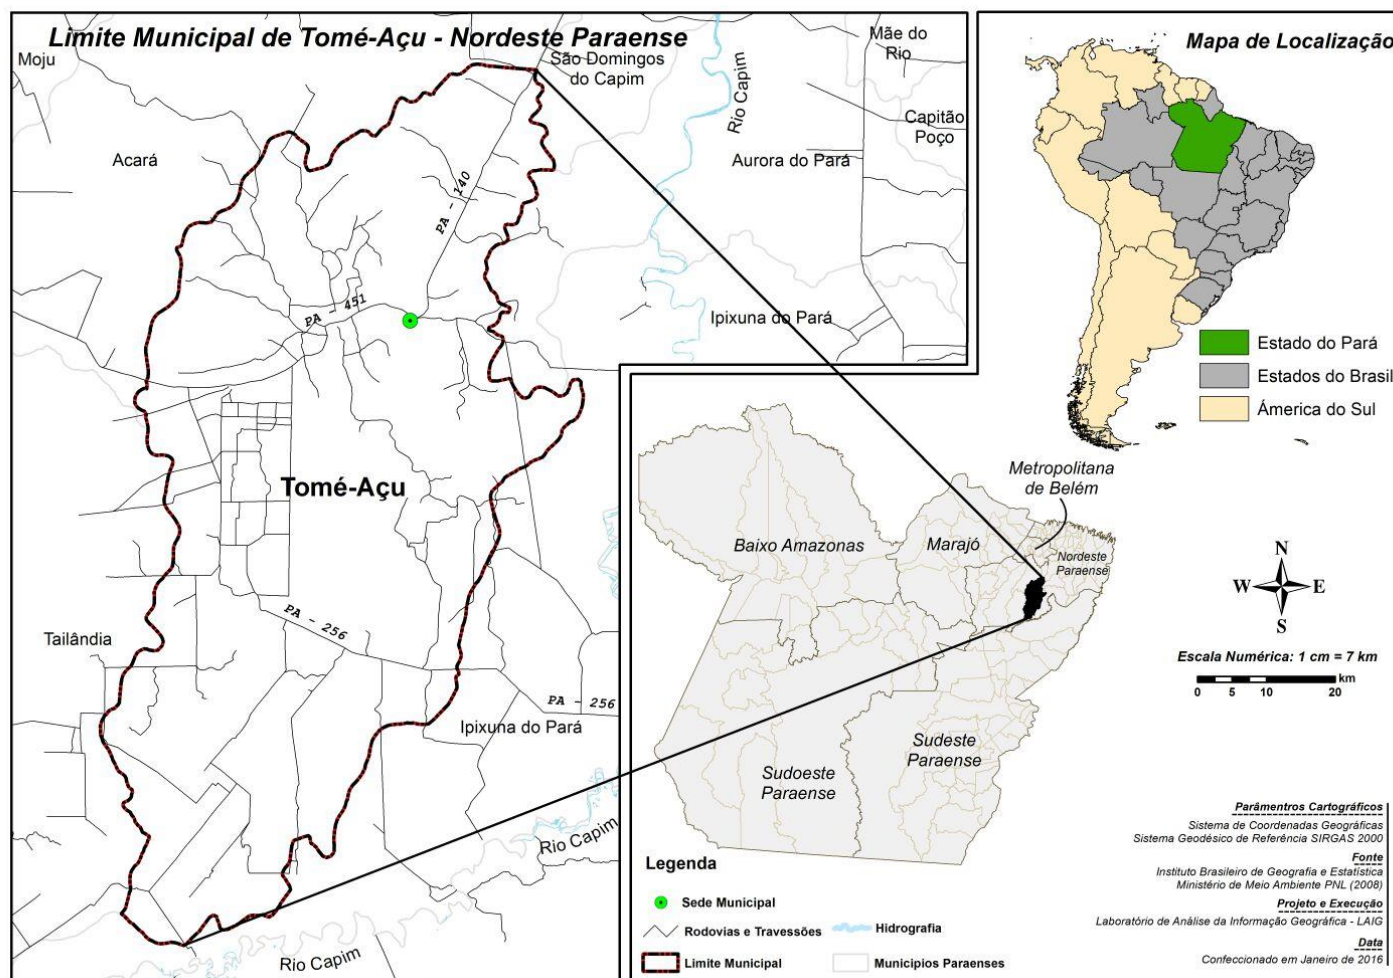 Limite Municipal de Tomé-Açu - Nordeste Paraense
Moju
São Domingos
do Capim
Mãe do
Rio
Rio Capim
Capitão
Poço
Acará
Aurora do Pará
PA - 140
PA - 451
Ipixuna do Pará
Tomé-Açu
PA - 256
Tailândia
PA - 256
Ipixuna do Pará
Rio Capim
Rio Capim
Mapa de Localização
Estado do Pará
Estados do Brasil
Ámerica do Sul
Metropolitana
de Belém
Baixo Amazonas
Marajó
Nordeste
Paraense
Sudeste
Paraense
Sudoeste
Paraense
N
W E
S
Escala Numérica: 1 cm = 7 km
km
0 5 10 20
Legenda
Sede Municipal
Rodovias e Travessões
Hidrografia
Limite Municipal
Municipios Paraenses
Parâmentros Cartográficos
Sistema de Coordenadas Geográficas
Sistema Geodésico de Referência SIRGAS 2000
Fonte
Instituto Brasileiro de Geografia e Estatística
Ministério de Meio Ambiente PNL (2008)
Projeto e Execução
Laboratório de Análise da Informação Geográfica - LAIG
Data
Confeccionado em Janeiro de 2016